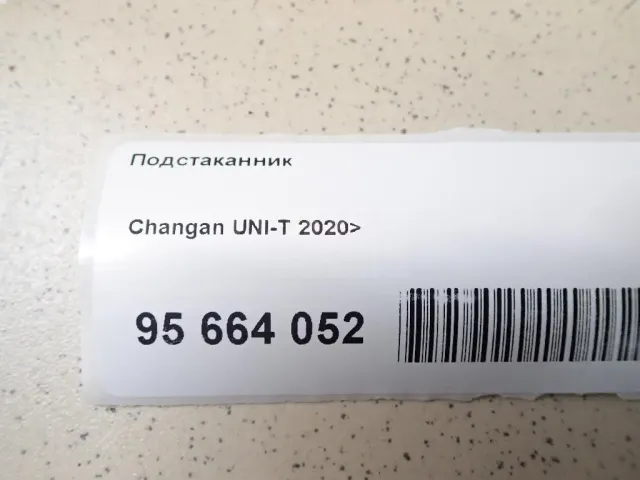 Подстаканник
Changan UNI-T 2020>
95 664 052